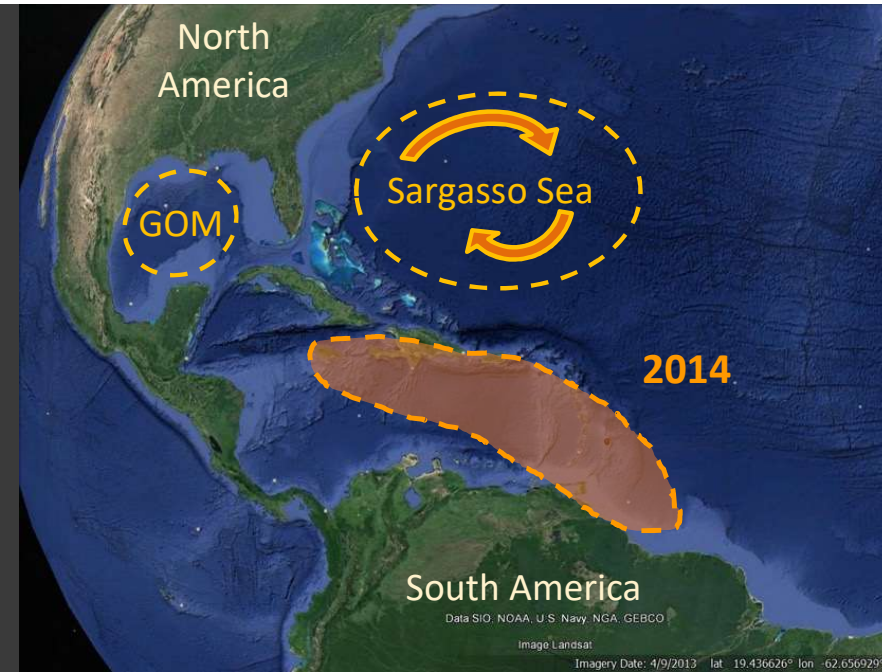 North
America
Sargasso Sea
GOM
2014
South America
Data SIO, NOAA, U.S. Navy, NGA, GEBCO
Image Landsat
Imagery Date: 4/9/2013 lat 19.436626° lon -62.656929°